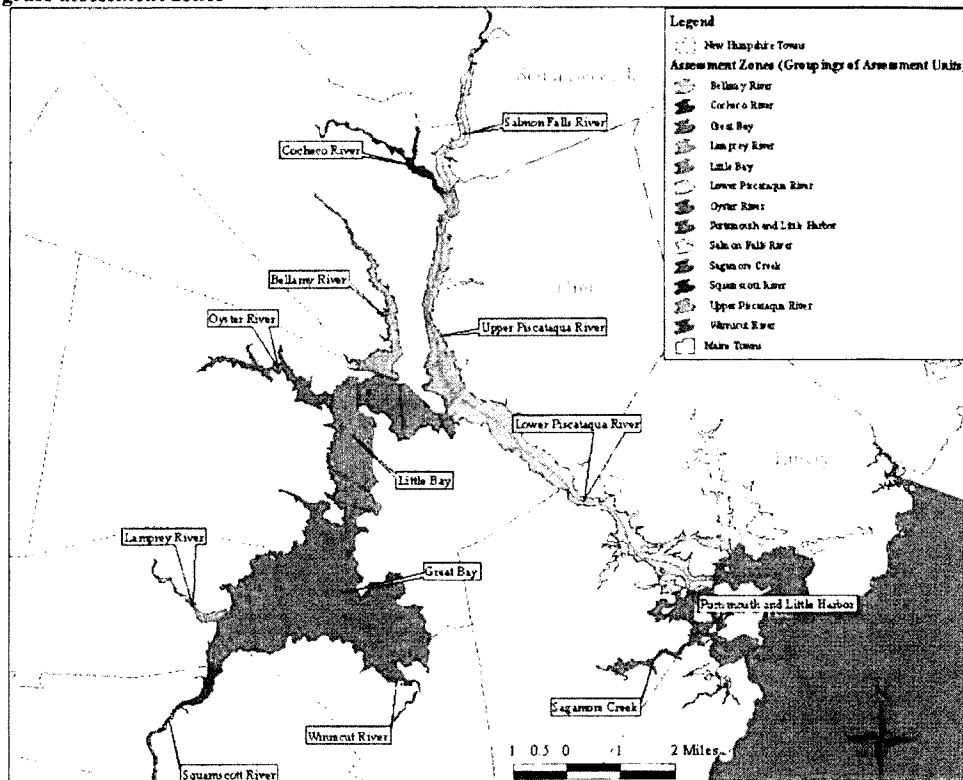 Legend
New Hampshire Towns
Assessment Zones (Groupings of Assessment Units)
Bellamy River
Cocheco River
Great Bay
Lamprey River
Little Bay
Lower Piscataqua River
Oyster River
Portsmouth and Little Harbor
Salmon Falls River
Sagamore Creek
Squamscott River
Upper Piscataqua River
Winnicut River
Maine Towns
Salmon Falls River
Cocheco River
Bellamy River
Oyster River
Upper Piscataqua River
Lower Piscataqua River
Little Bay
Lamprey River
Great Bay
Portsmouth and Little Harbor
Sagamore Creek
Winnicut River
Squamscott River
N
1 0.5 0 1 2 Miles